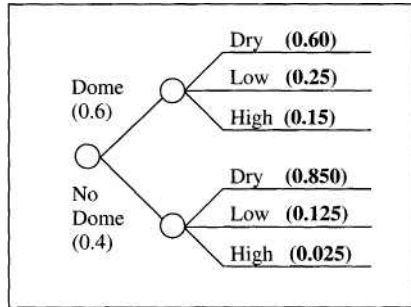 Dry (0.60)
Low (0.25)
High (0.15)
Dome
(0.6)
No
Dome
(0.4)
Dry (0.850)
Low (0.125)
High (0.025)